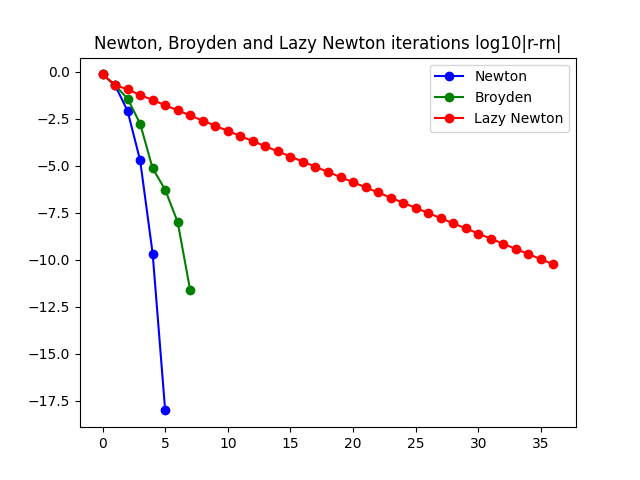 Newton, Broyden and Lazy Newton iterations log10|r-rn|
Newton
Broyden
Lazy Newton
0.0
−2.5
−5.0
−7.5
−10.0
−12.5
−15.0
−17.5
0 5 10 15 20 25 30 35